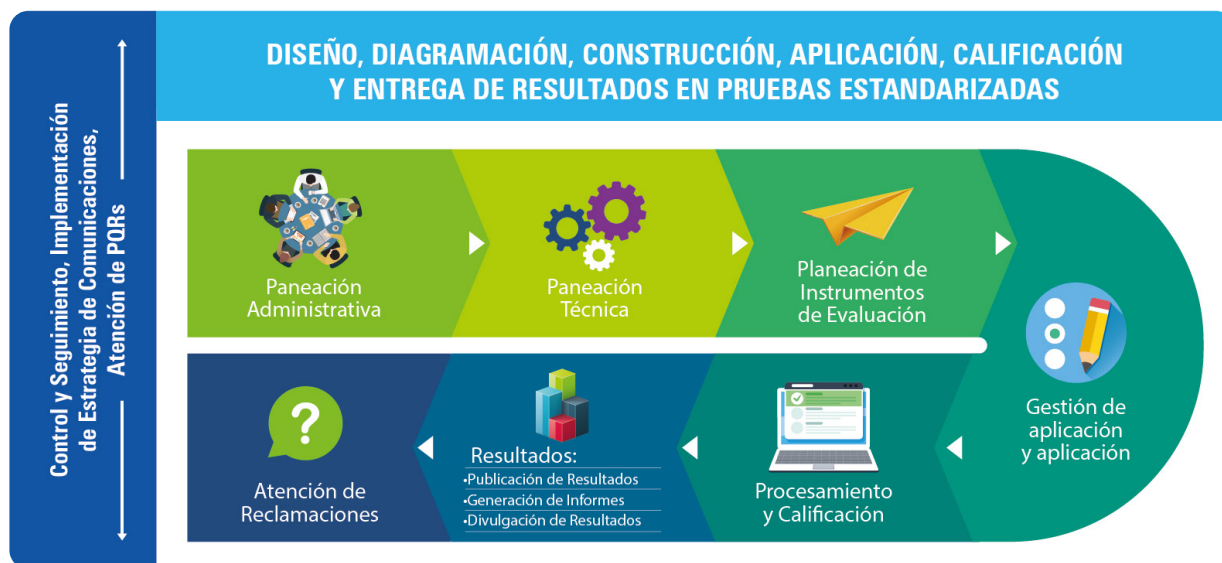 DISEÑO, DIAGRAMACIÓN, CONSTRUCCIÓN, APLICACIÓN, CALIFICACIÓN
Y ENTREGA DE RESULTADOS EN PRUEBAS ESTANDARIZADAS
Control y Seguimiento, Implementación
de Estrategia de Comunicaciones,
Atención de PQRs
Paneación
Administrativa
Paneación
Técnica
Planeación de
Instrumentos
de Evaluación
Gestión de
aplicación
y aplicación
Procesamiento
y Calificación
Resultados:
•Publicación de Resultados
•Generación de Informes
•Divulgación de Resultados
?
Atención de
Reclamaciones